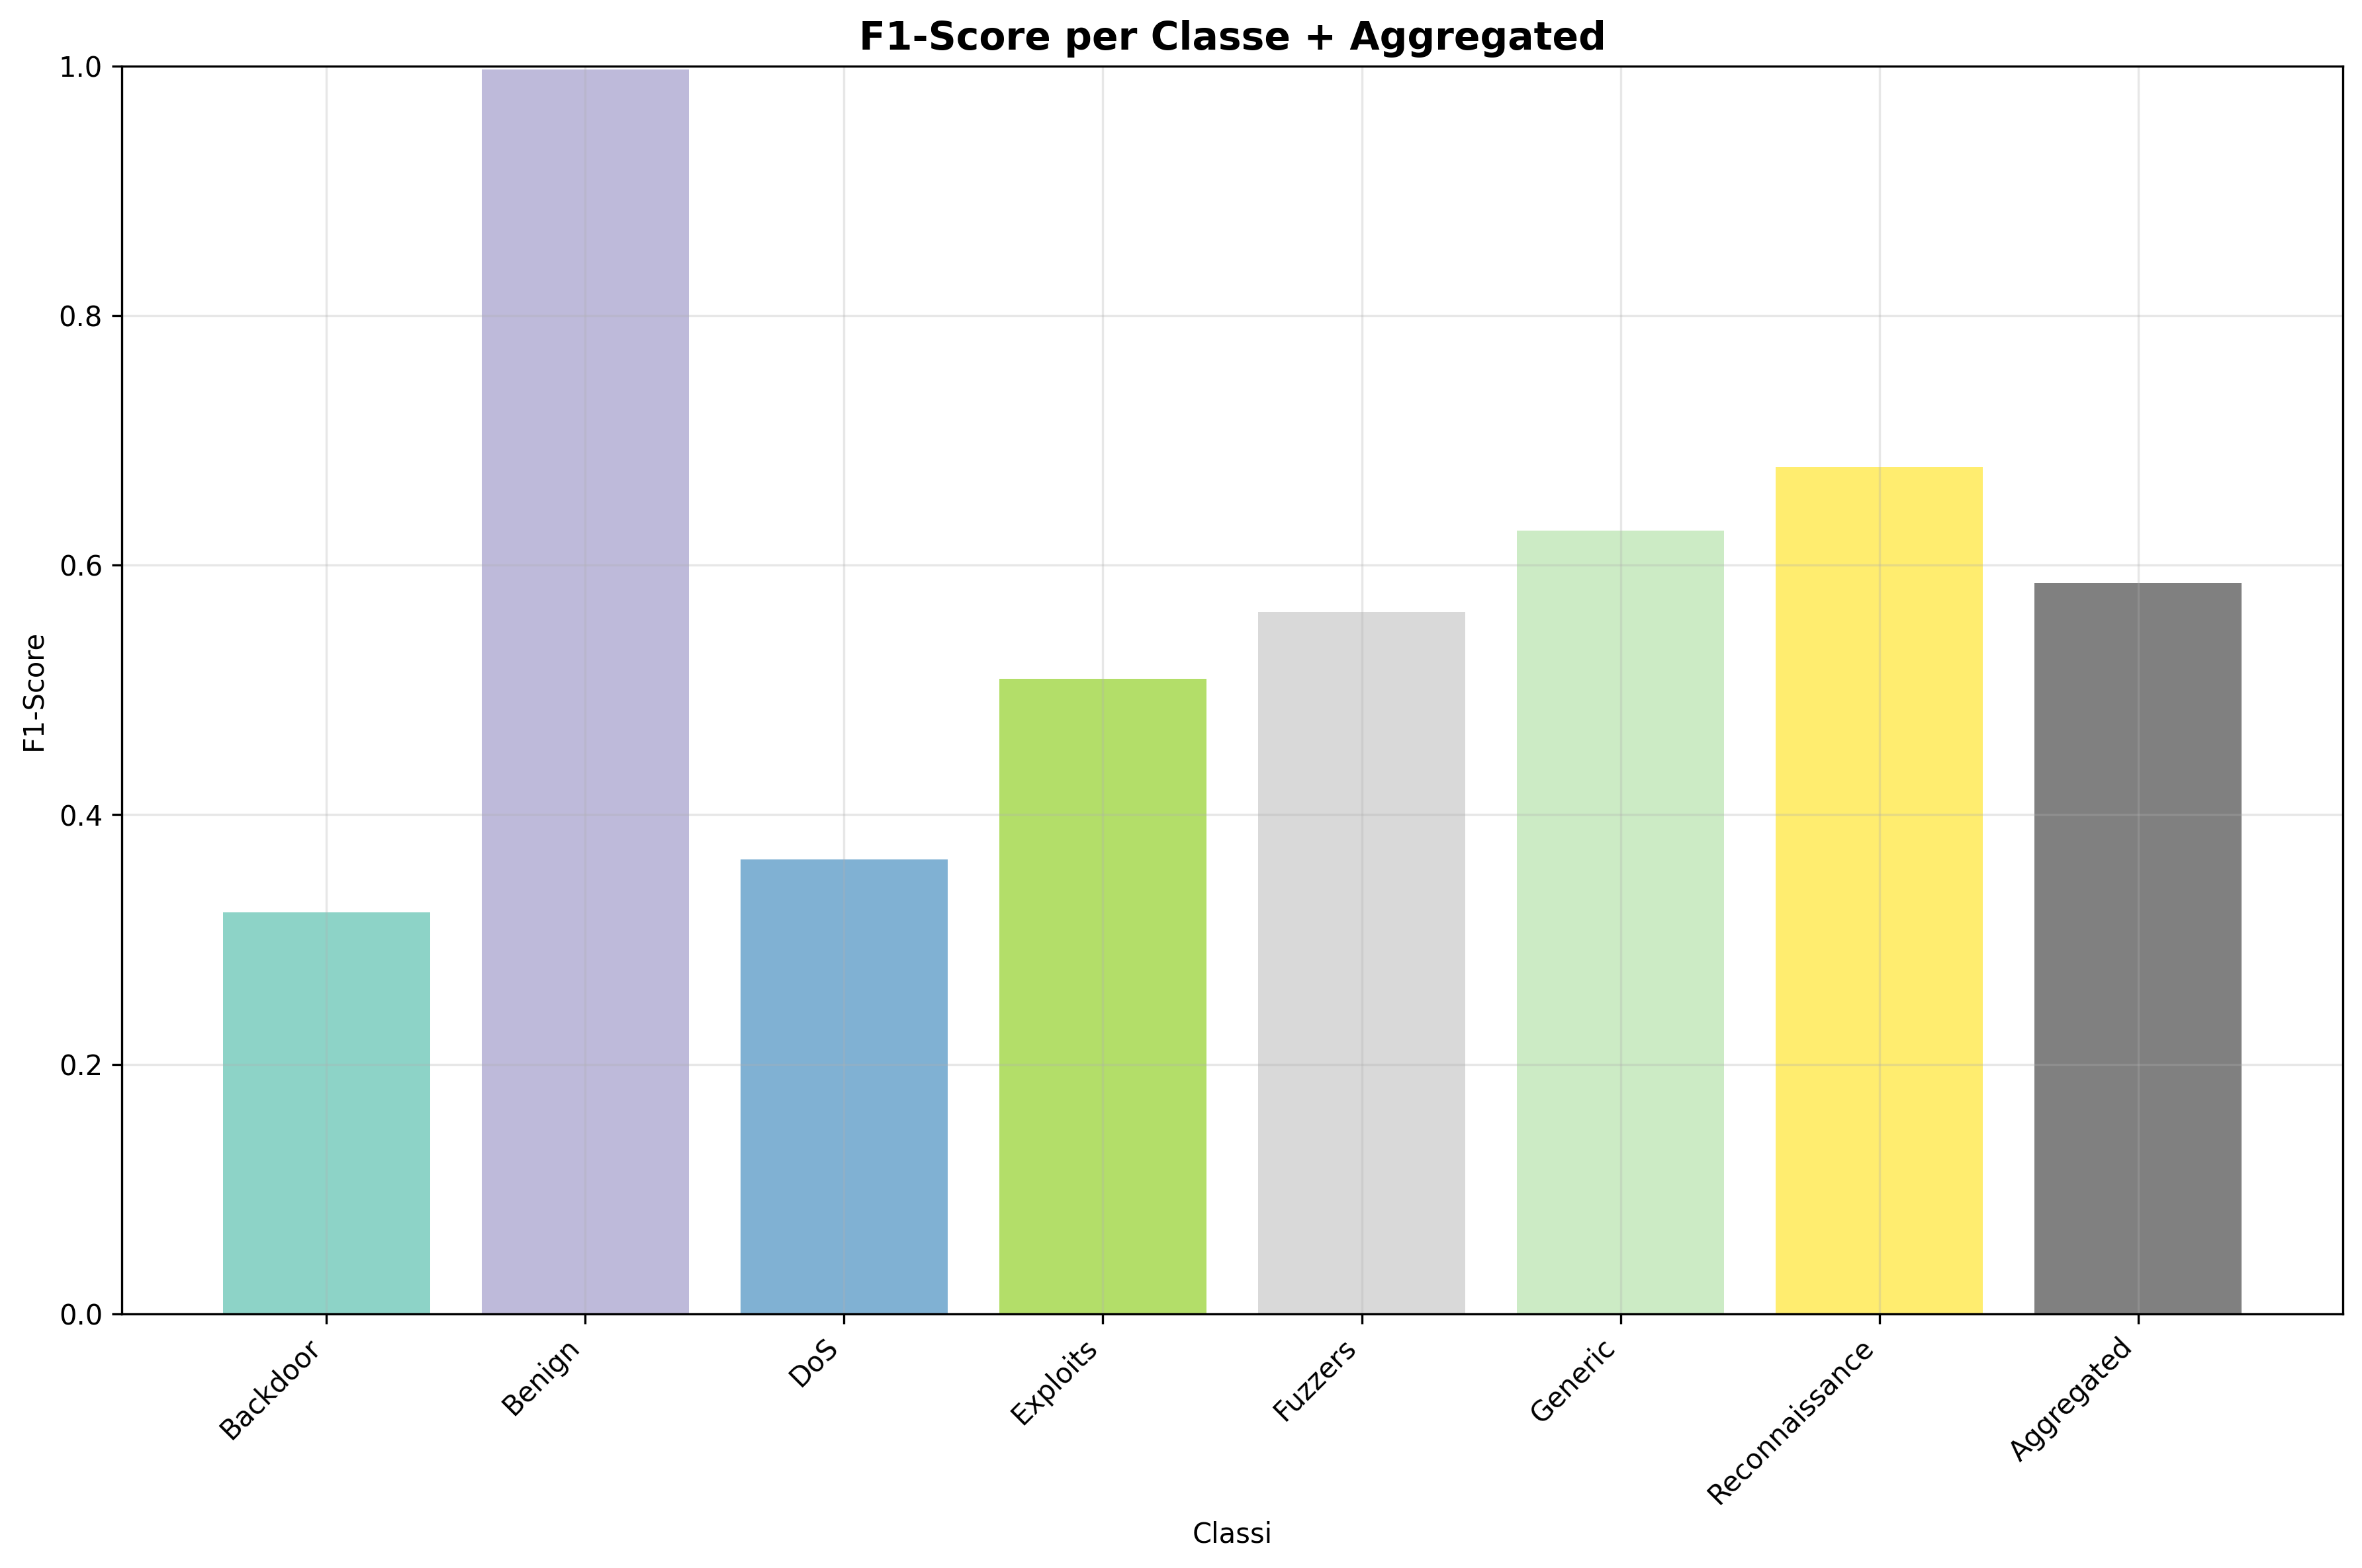 F1-Score per Classe + Aggregated
1.0
0.8
0.6
0.4
0.2
0.0
F1-Score
Backdoor
Benign
DoS
Exploits
Fuzzers
Generic
Reconnaissance
Aggregated
Classi